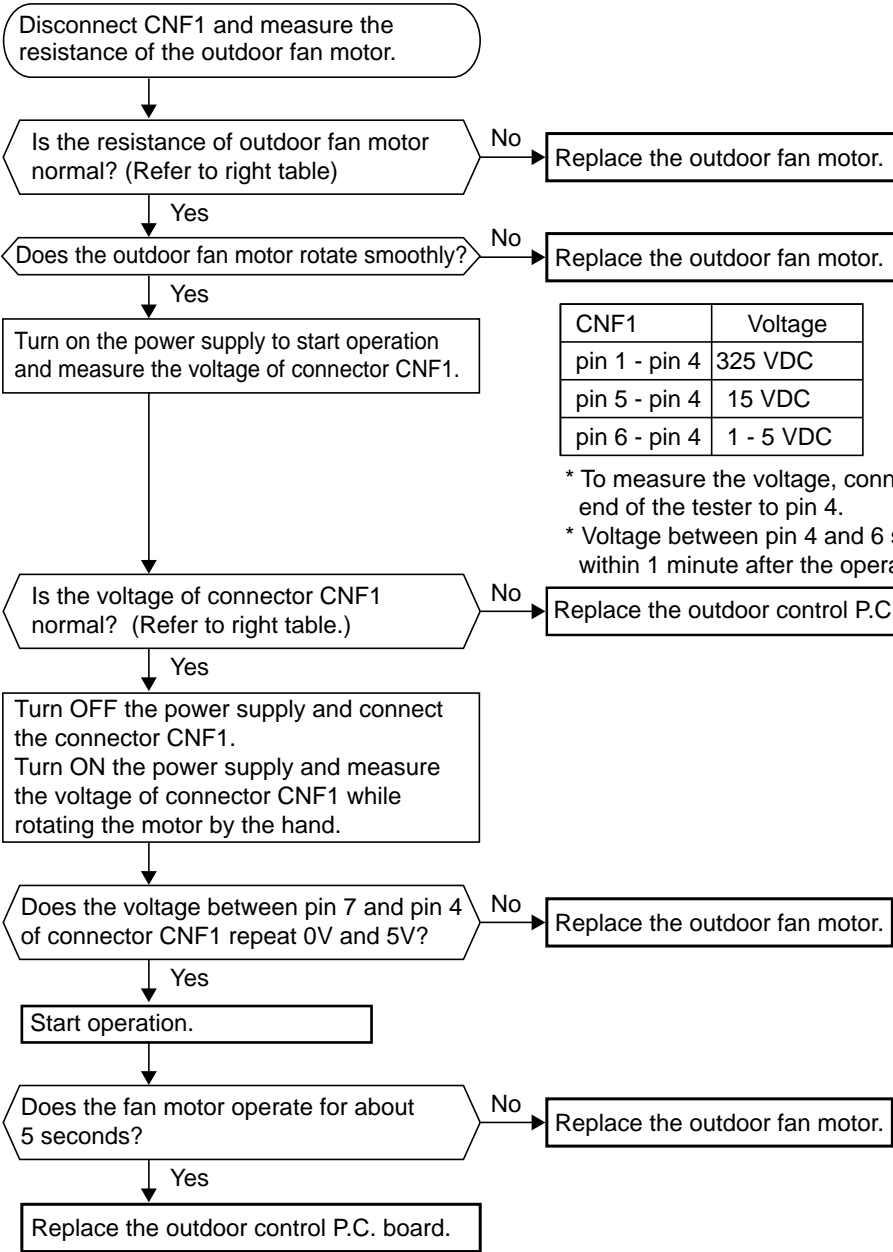 Disconnect CNF1 and measure the
resistance of the outdoor fan motor.
Is the resistance of outdoor fan motor
normal? (Refer to right table)
No
Replace the outdoor fan motor.
Yes
Does the outdoor fan motor rotate smoothly?
No
Replace the outdoor fan motor.
Yes
Turn on the power supply to start operation
and measure the voltage of connector CNF1.
CNF1 Voltage
pin 1 - pin 4 325 VDC
pin 5 - pin 4 15 VDC
pin 6 - pin 4 1 - 5 VDC
* To measure the voltage,
end of the tester to pin 4.
* Voltage between pin 4 and 6
within 1 minute after the
Is the voltage of connector CNF1
normal? (Refer to right table.)
No
Replace the outdoor control P.C
Yes
Turn OFF the power supply and connect
the connector CNF1.
Turn ON the power supply and measure
the voltage of connector CNF1 while
rotating the motor by the hand.
Does the voltage between pin 7 and pin 4
of connector CNF1 repeat 0V and 5V?
No
Replace the outdoor fan motor.
Yes
Start operation.
Does the fan motor operate for about
5 seconds?
No
Replace the outdoor fan motor.
Yes
Replace the outdoor control P.C. board.